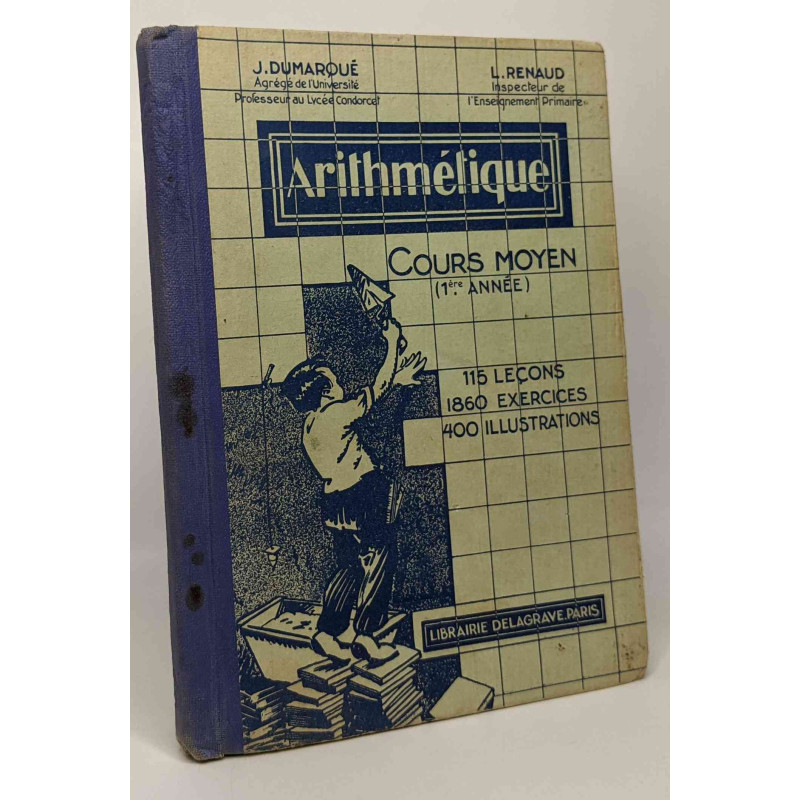 J. DUMARQUÉ
Agrégé de l'Université
Professeur au Lycée Condorcet
L. RENAUD
Inspecteur de
l'Enseignement Primaire
Arithmétique
COURS MOYEN
(1ère ANNÉE)
115 LEÇONS
1860 EXERCICES
400 ILLUSTRATIONS
LIBRAIRIE DELAGRAVE. PARIS